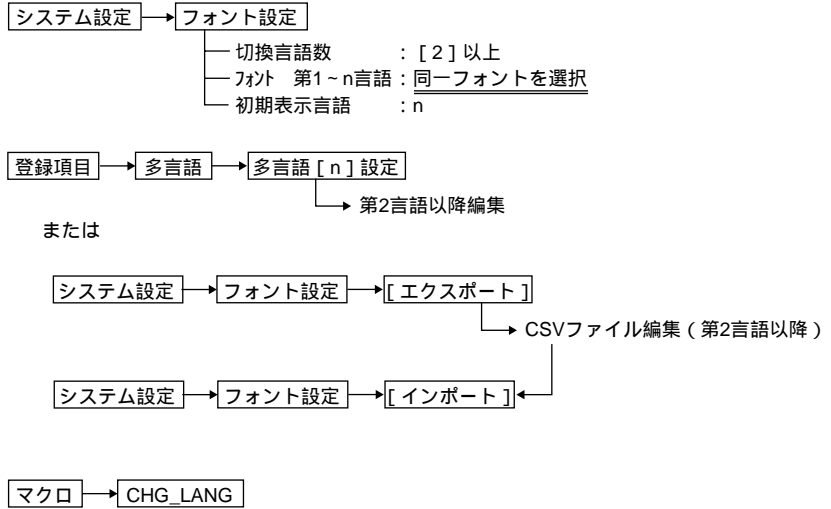 システム設定 フォント設定
切換言語数 : [ 2 ] 以上
ﾌｫﾝﾄ 第1 ~ n言語 : 同一フォントを選択
初期表示言語 : n
登録項目 多言語 多言語 [ n ] 設定
第2言語以降編集
または
システム設定 フォント設定 [ エクスポート ]
CSVファイル編集 ( 第2言語以降 )
システム設定 フォント設定 [ インポート ]
マクロ CHG_LANG